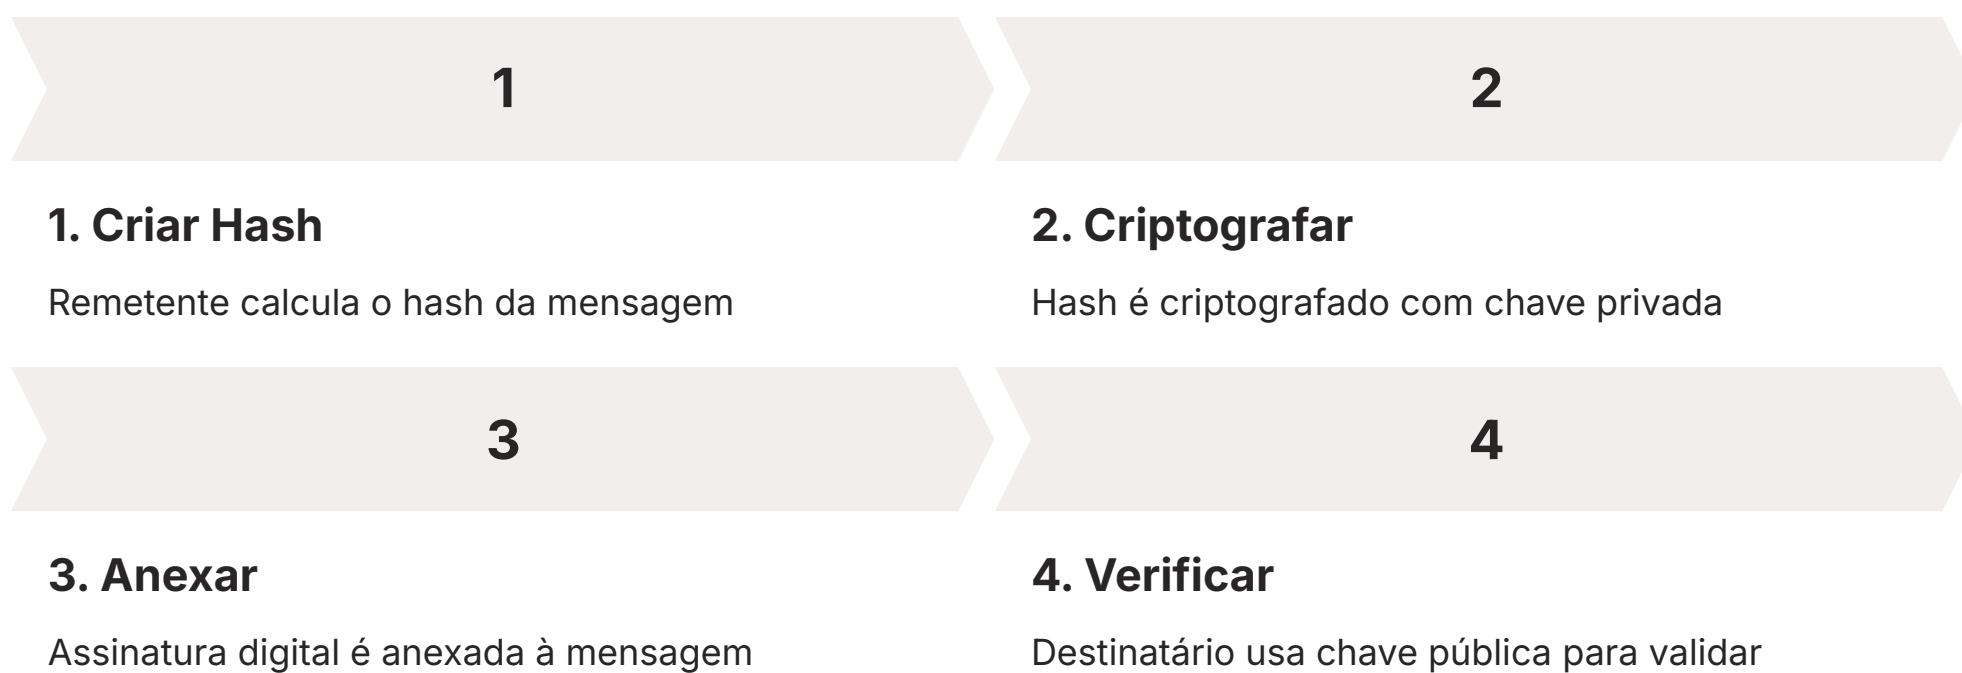 1
2
1. Criar Hash
Remetente calcula o hash da mensagem
2. Criptografar
Hash é criptografado com chave privada
3
4
3. Anexar
Assinatura digital é anexada à mensagem
4. Verificar
Destinatário usa chave pública para validar